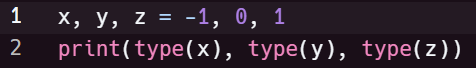 1 x, y, z = -1, 0, 1
2 print(type(x), type(y), type(z))